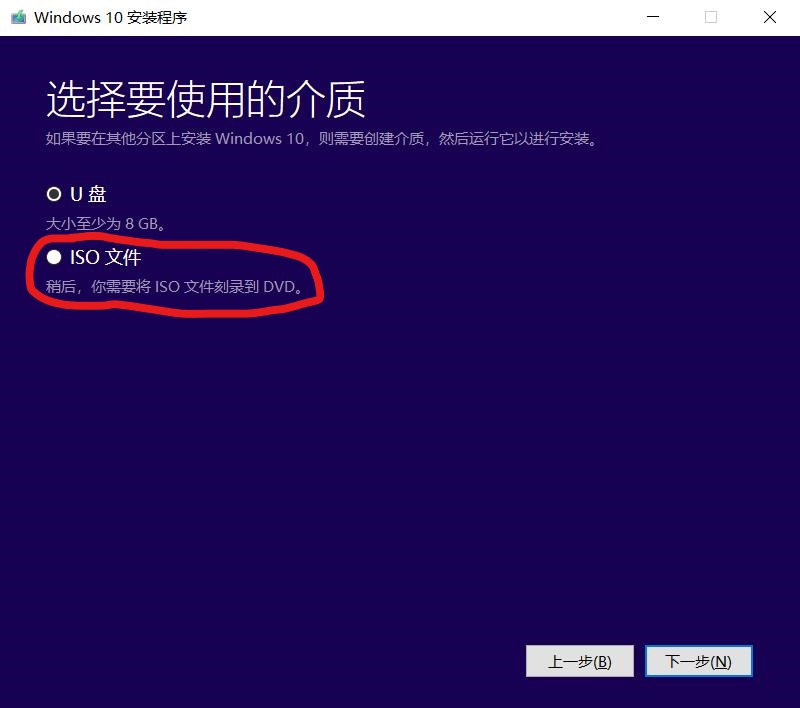 Windows 10 安装程序
选择要使用的介质
如果要在其他分区上安装 Windows 10，则需要创建介质，然后运行它以进行安装。
U 盘
大小至少为 8 GB。
ISO 文件
稍后，你需要将 ISO 文件刻录到 DVD。
上一步(B)
下一步(N)